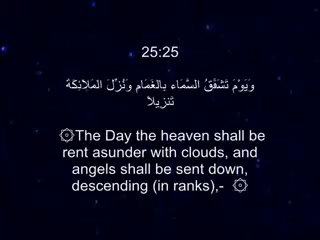 25:25
وَيَوْمَ تَشَقَّقُ السَّمَاء بِالْغَمَامِ وَنُزِّلَ الْمَلَائِكَةُ
تَنزِيلًا
۞The Day the heaven shall be
rent asunder with clouds, and
angels shall be sent down,
descending (in ranks),- ۞